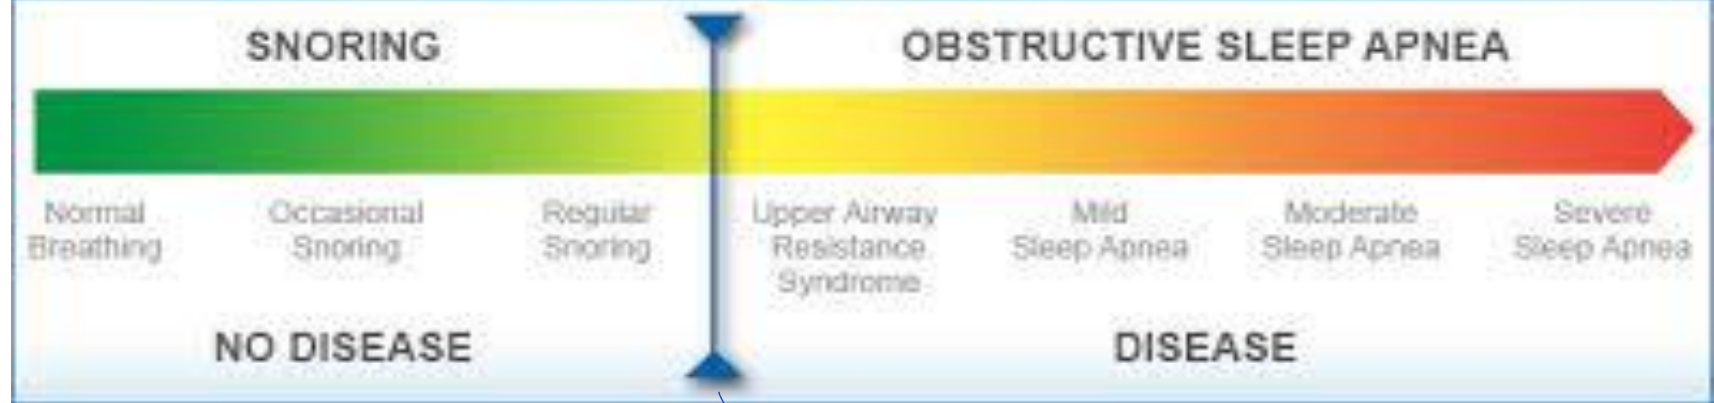 SNORING
OBSTRUCTIVE SLEEP APNEA
Normal
Breathing
Occasional
Snoring
Regular
Snoring
Upper Airway
Resistance
Syndrome
Mild
Sleep Apnea
Moderate
Sleep Apnea
Severe
Sleep Apnea
NO DISEASE
DISEASE